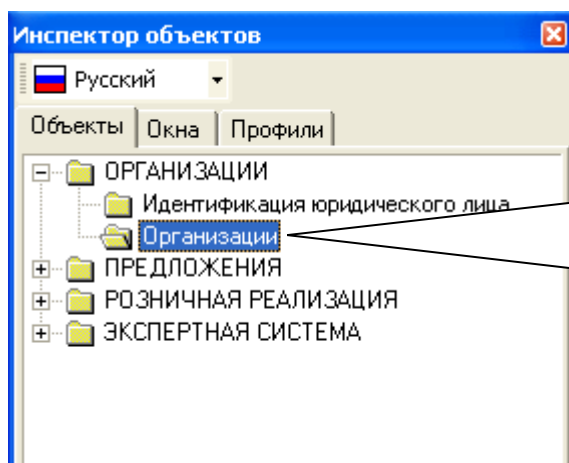 Инспектор объектов
Русский
Объекты Окна Профили
ОРГАНИЗАЦИИ
Идентификация юридического лица
Организации
ПРЕДЛОЖЕНИЯ
РОЗНИЧНАЯ РЕАЛИЗАЦИЯ
ЭКСПЕРТНАЯ СИСТЕМА